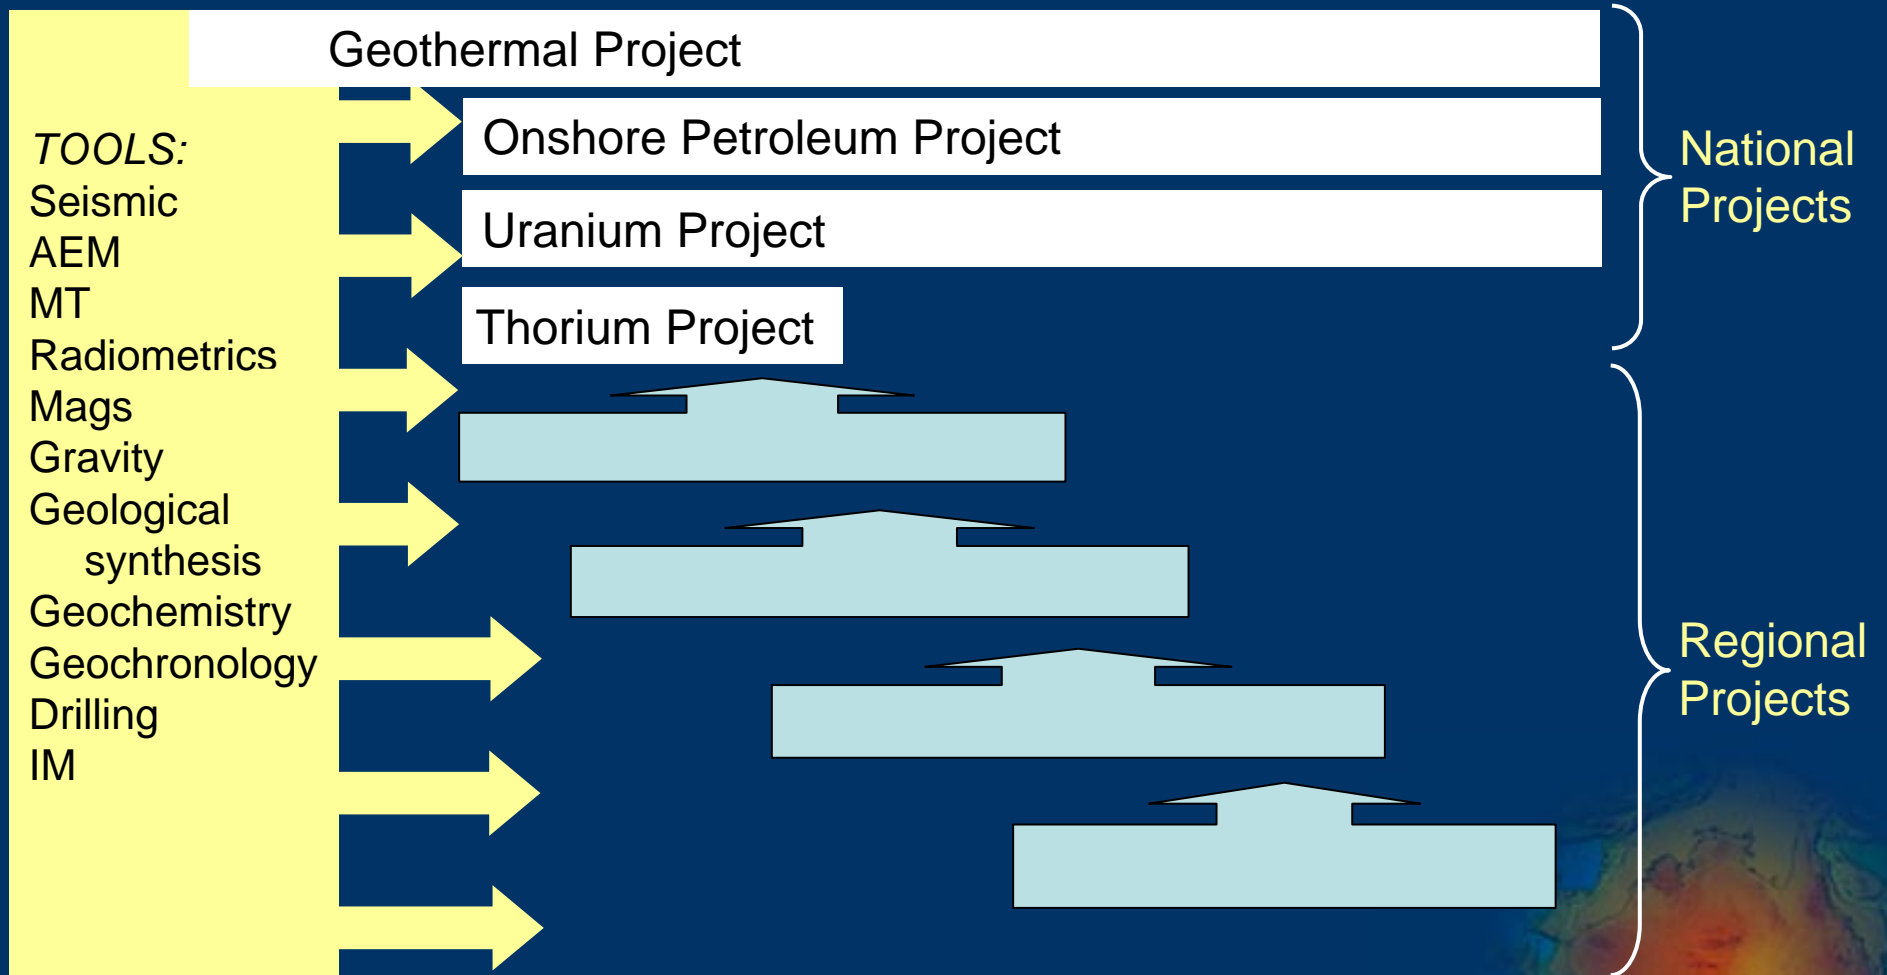 Geothermal Project
Onshore Petroleum Project
Uranium Project
Thorium Project
TOOLS:
Seismic
AEM
MT
Radiometrics
Mags
Gravity
Geological
synthesis
Geochemistry
Geochronology
Drilling
IM
National
Projects
Regional
Projects